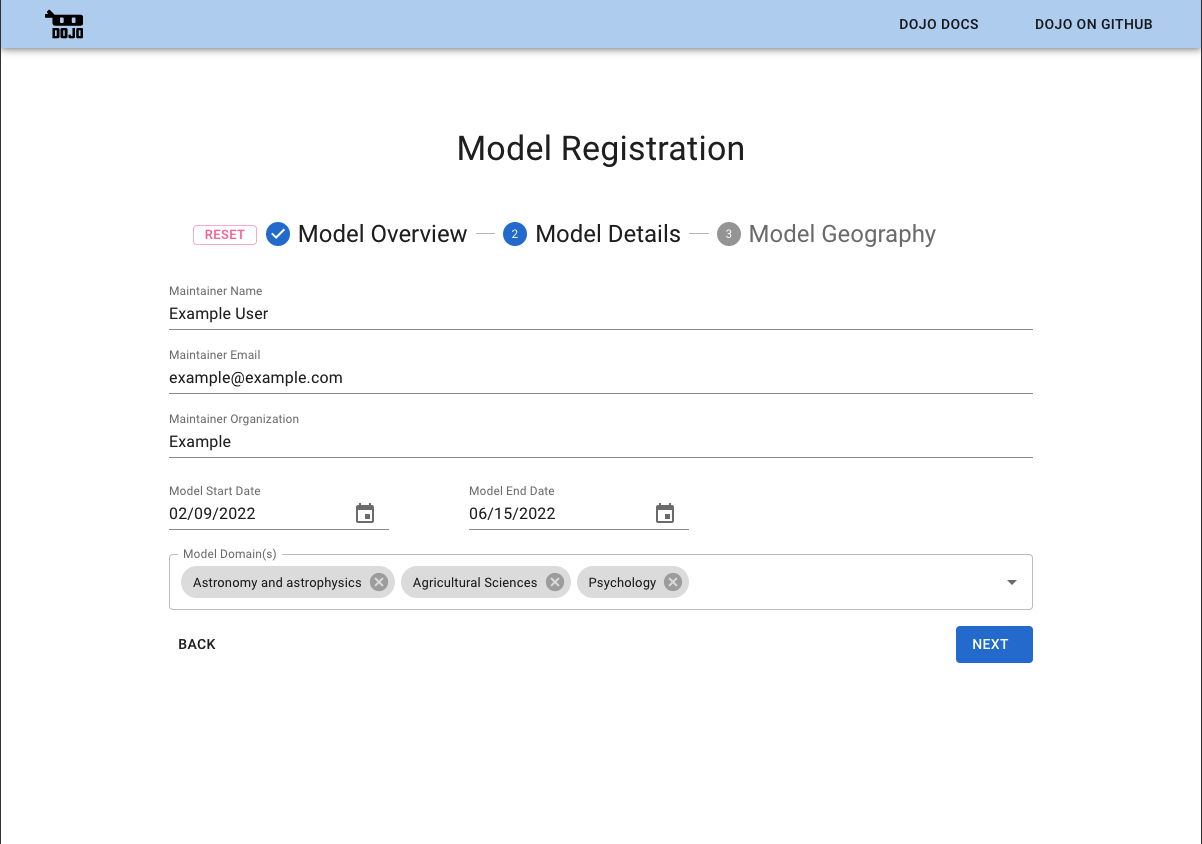 DOJO DOJO DOCS DOJO ON GITHUB
Model Registration
RESET Model Overview 2 Model Details 3 Model Geography
Maintainer Name
Example User
Maintainer Email
example@example.com
Maintainer Organization
Example
Model Start Date Model End Date
02/09/2022 06/15/2022
Model Domain(s)
Astronomy and astrophysics Agricultural Sciences Psychology
BACK NEXT